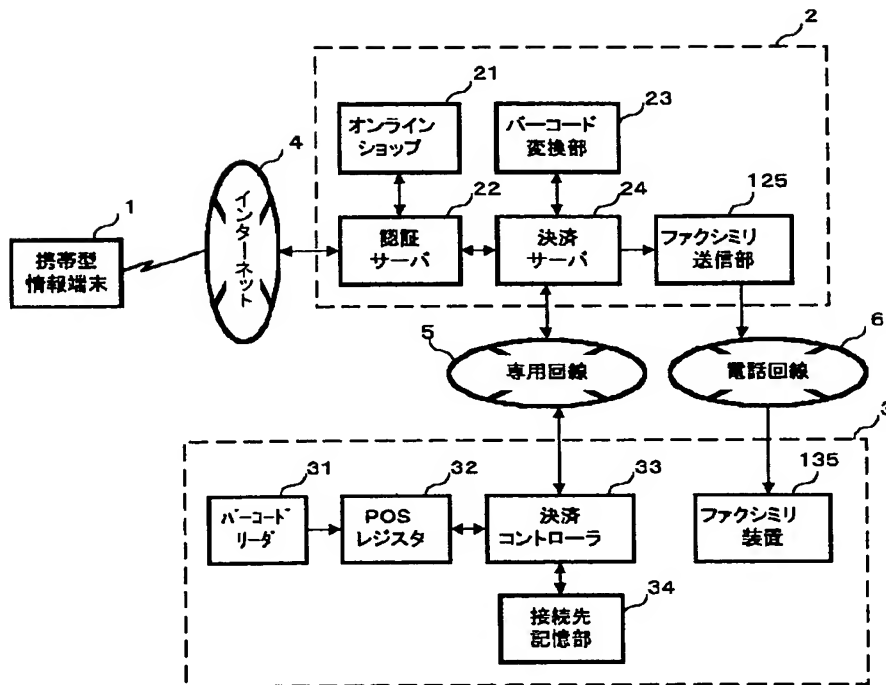 2
21
オンライン
ショップ
23
バーコード
変換部
4
インターネット
1
携帯型
情報端末
22
認証
サーバ
24
決済
サーバ
125
ファクシミリ
送信部
5
専用回線
6
電話回線
3
31
バーコード
リーダ
32
POS
レジスタ
33
決済
コントローラ
135
ファクシミリ
装置
34
接続先
記憶部